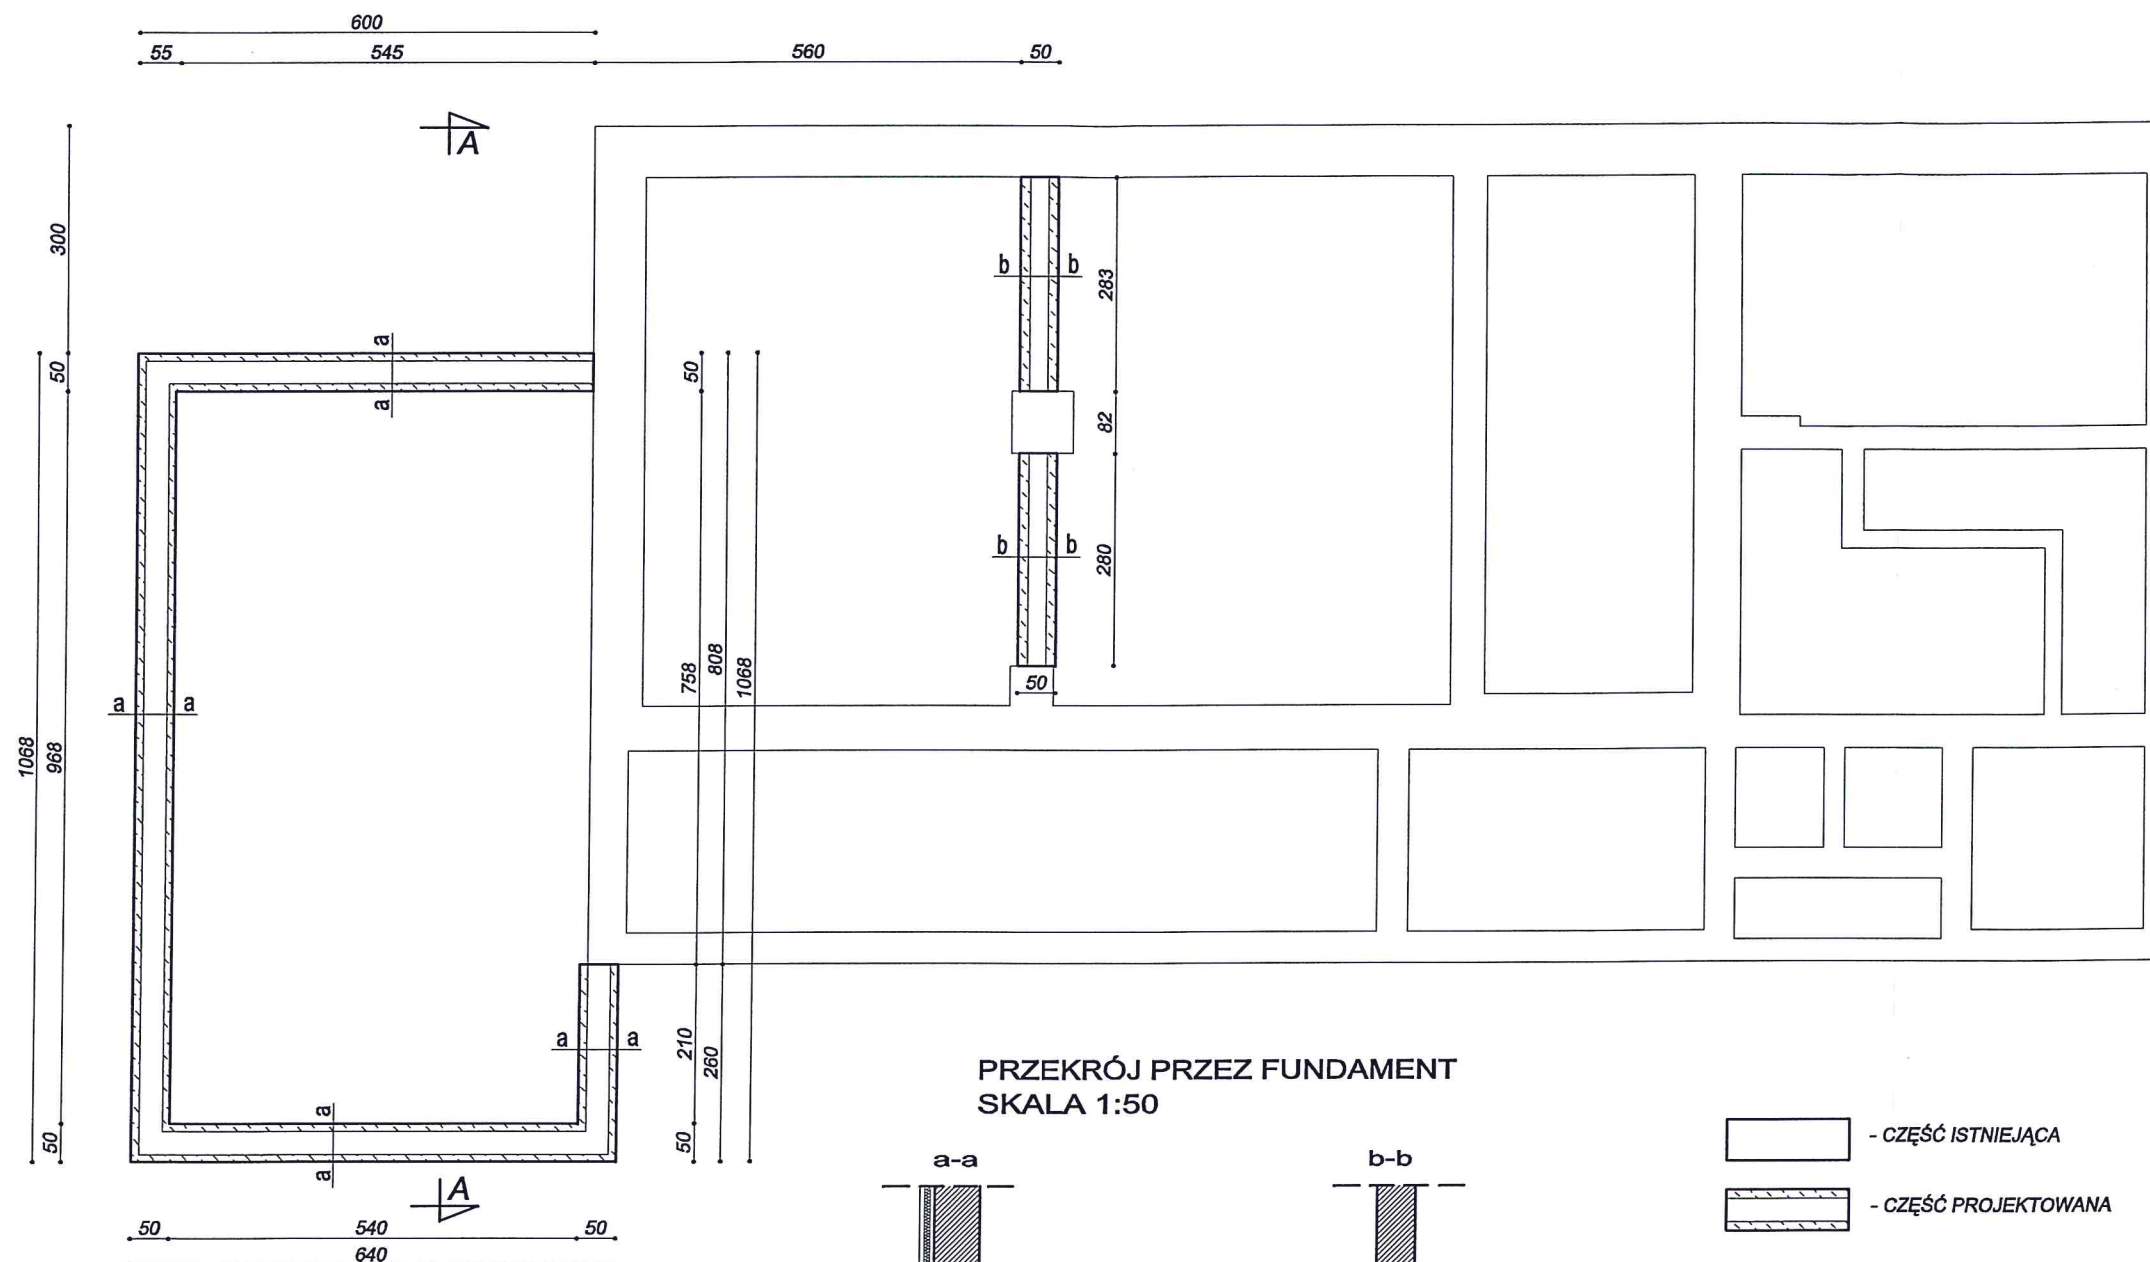 600
55 545 560 50
A
300
b b
283
a
50
50
a
82
b b
280
758
808
1068
50
a a
1068
968
a a
210
260
PRZEKRÓJ PRZEZ FUNDAMENT
SKALA 1:50
a
50
50
- CZĘŚĆ ISTNIEJĄCA
a-a b-b
a
A
- CZĘŚĆ PROJEKTOWANA
50 540 50
640